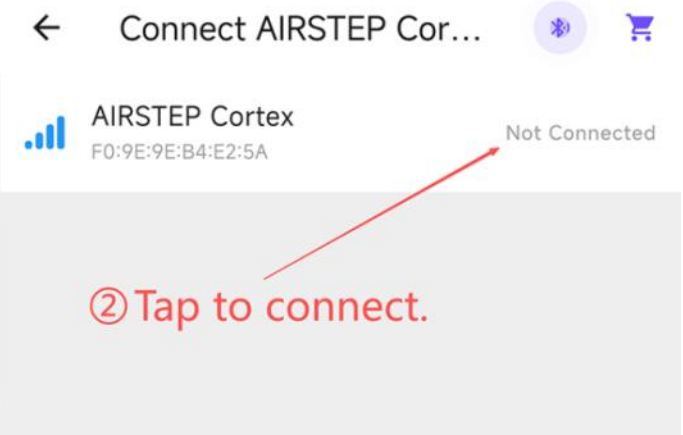 Connect AIRSTEP Cor...
AIRSTEP Cortex
Not Connected
F0:9E:9E:B4:E2:5A
②Tap to connect.